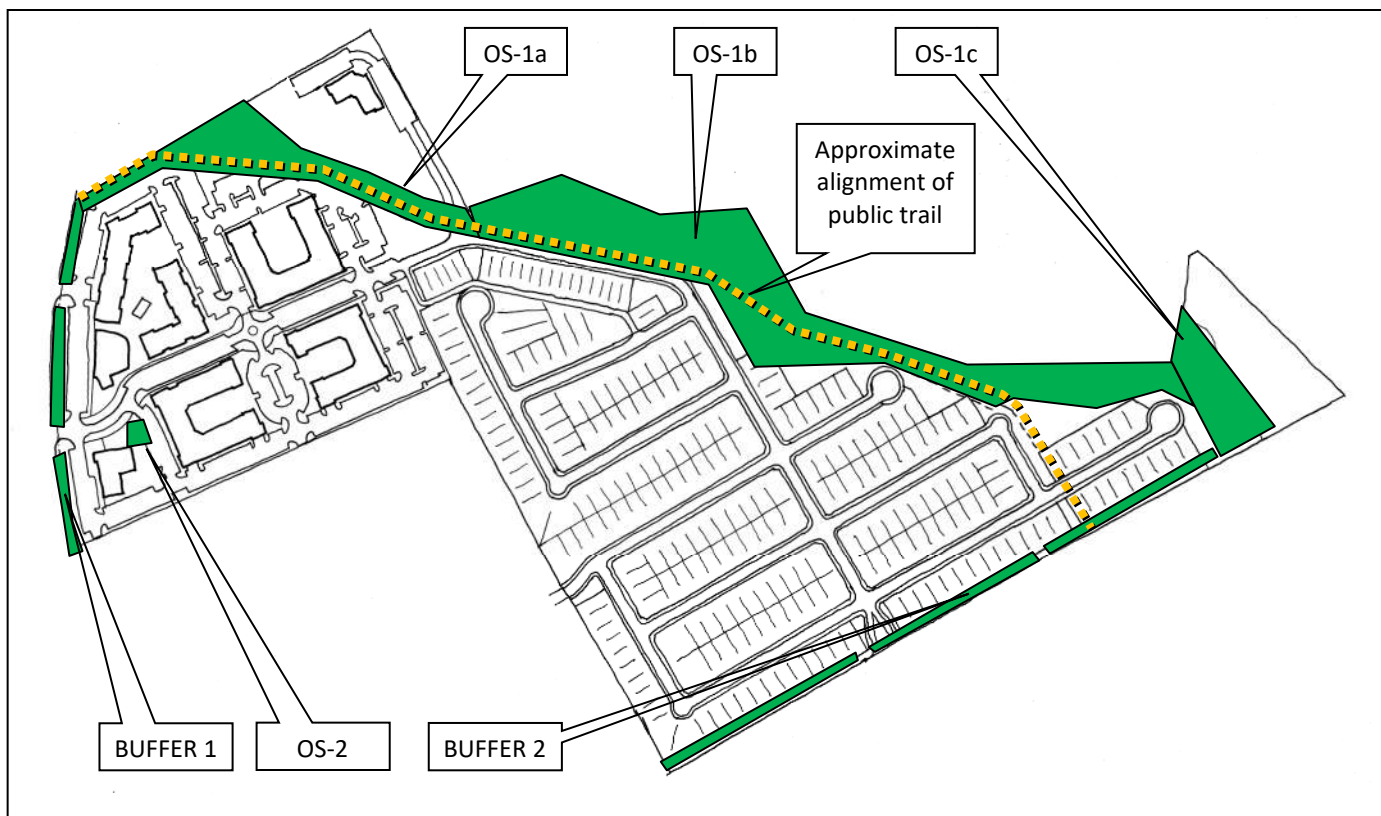 OS-1a
OS-1b
OS-1c
Approximate
alignment of
public trail
BUFFER 1
OS-2
BUFFER 2